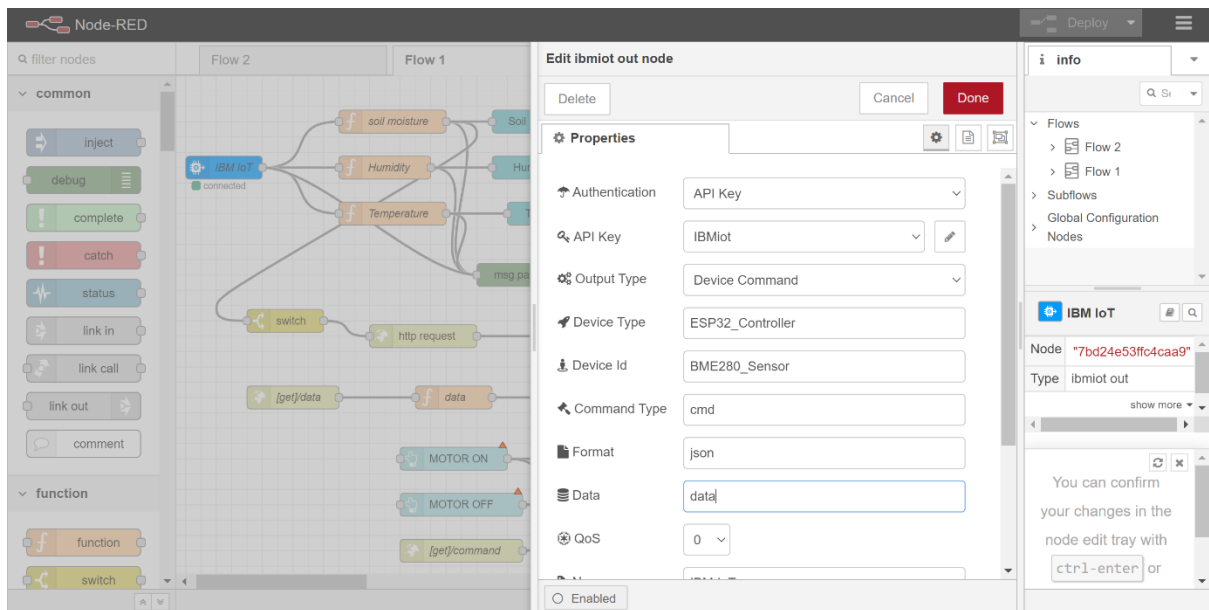 Node-RED
Deploy
filter nodes
Flow 2
Flow 1
Edit ibmiot out node
i info
common
Delete
Cancel
Done
inject
debug
complete
catch
status
link in
link call
link out
comment
function
function
switch
soil moisture
Soil
IBM IoT
connected
Humidity
Hum
Temperature
T
msg.pa
switch
http request
[get]/data
data
MOTOR ON
MOTOR OFF
[get]/command
Properties
Authentication
API Key
API Key
IBMiot
Output Type
Device Command
Device Type
ESP32_Controller
Device Id
BME280_Sensor
Command Type
cmd
Format
json
Data
data
QoS
0
Enabled
Flows
Flow 2
Flow 1
Subflows
Global Configuration
Nodes
IBM IoT
Node "7bd24e53ffc4caa9"
Type ibmiot out
show more
You can confirm
your changes in the
node edit tray with
ctrl-enter or